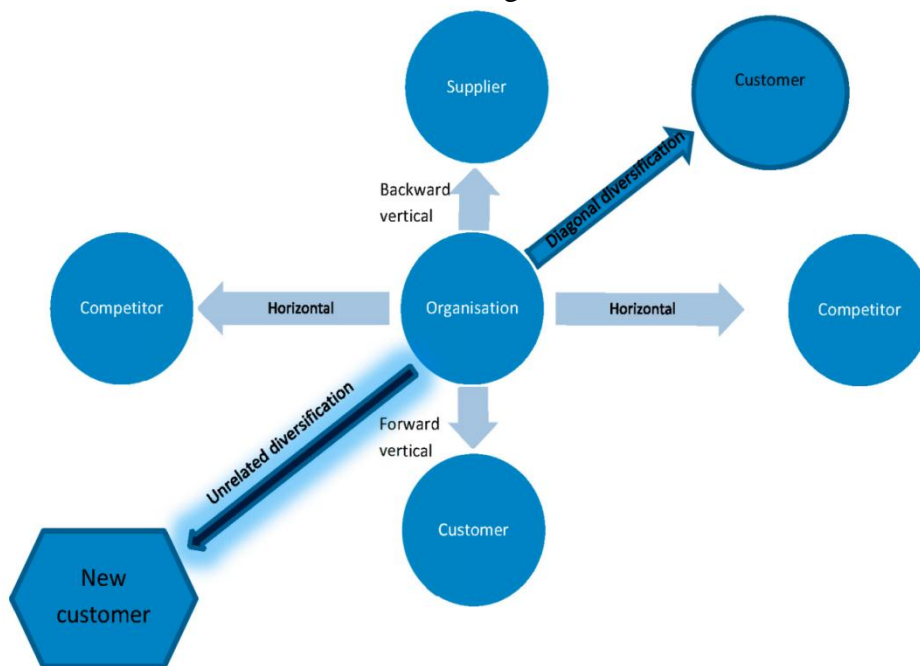 Supplier
Customer
Backward
vertical
Diagonal diversification
Competitor
Horizontal
Organisation
Horizontal
Competitor
Unrelated diversification
Forward
vertical
Customer
New
customer